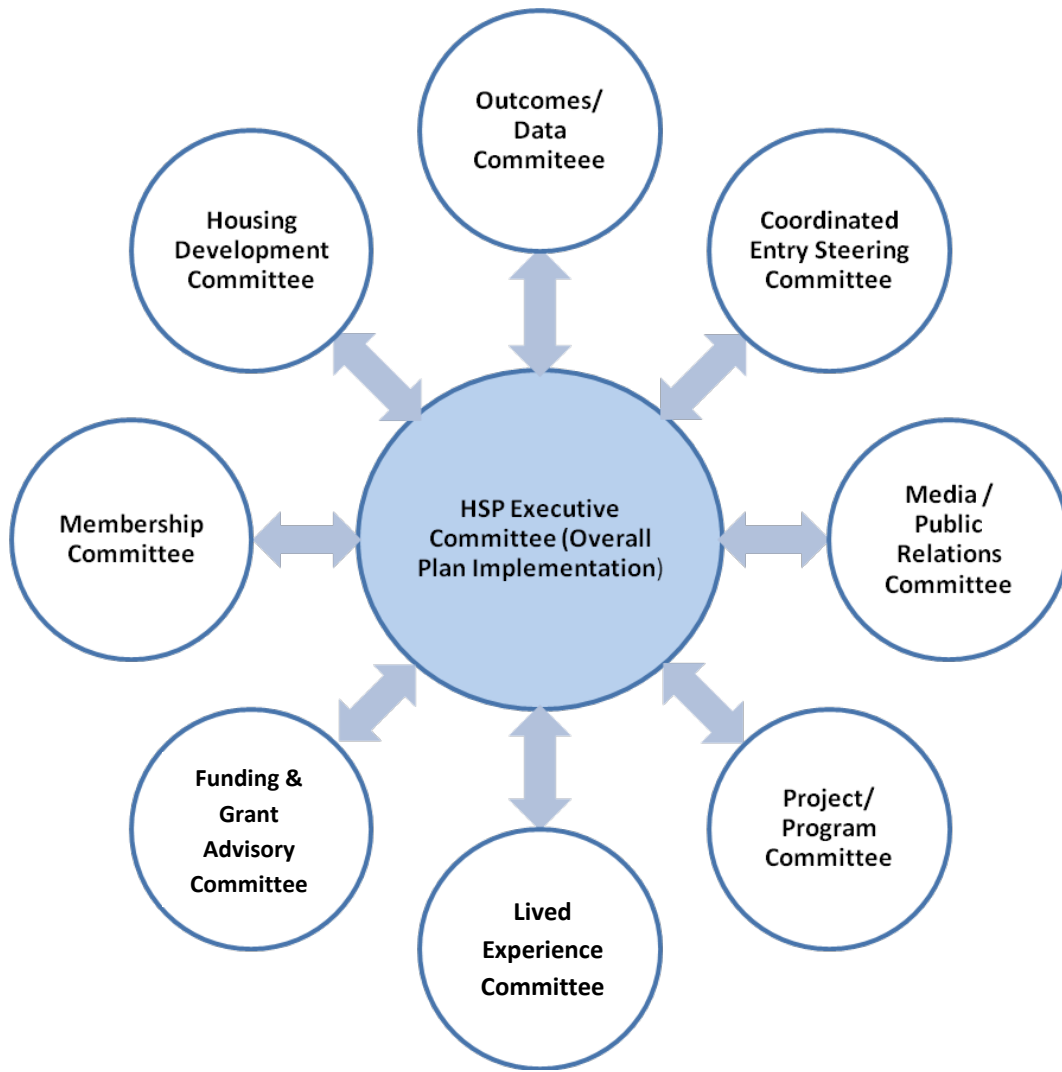 Outcomes/
Data
Commiteee
Housing
Development
Committee
Coordinated
Entry Steering
Committee
Membership
Committee
HSP Executive
Committee (Overall
Plan Implementation)
Media /
Public
Relations
Committee
Funding &
Grant
Advisory
Committee
Project/
Program
Committee
Lived
Experience
Committee